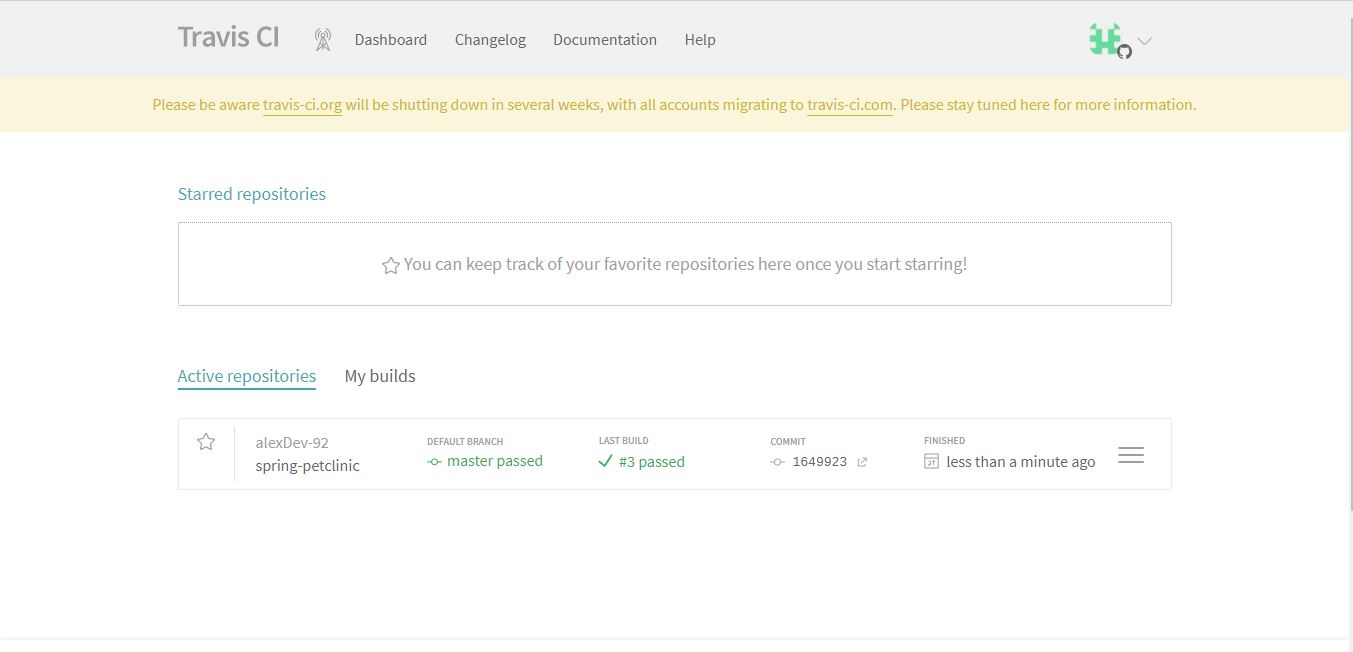 Travis CI Dashboard Changelog Documentation Help
Please be aware travis-ci.org will be shutting down in several weeks, with all accounts migrating to travis-ci.com. Please stay tuned here for more information.
Starred repositories
You can keep track of your favorite repositories here once you start starring!
Active repositories My builds
alexDev-92
spring-petclinic
DEFAULT BRANCH
master passed
LAST BUILD
#3 passed
COMMIT
1649923
FINISHED
27
less than a minute ago